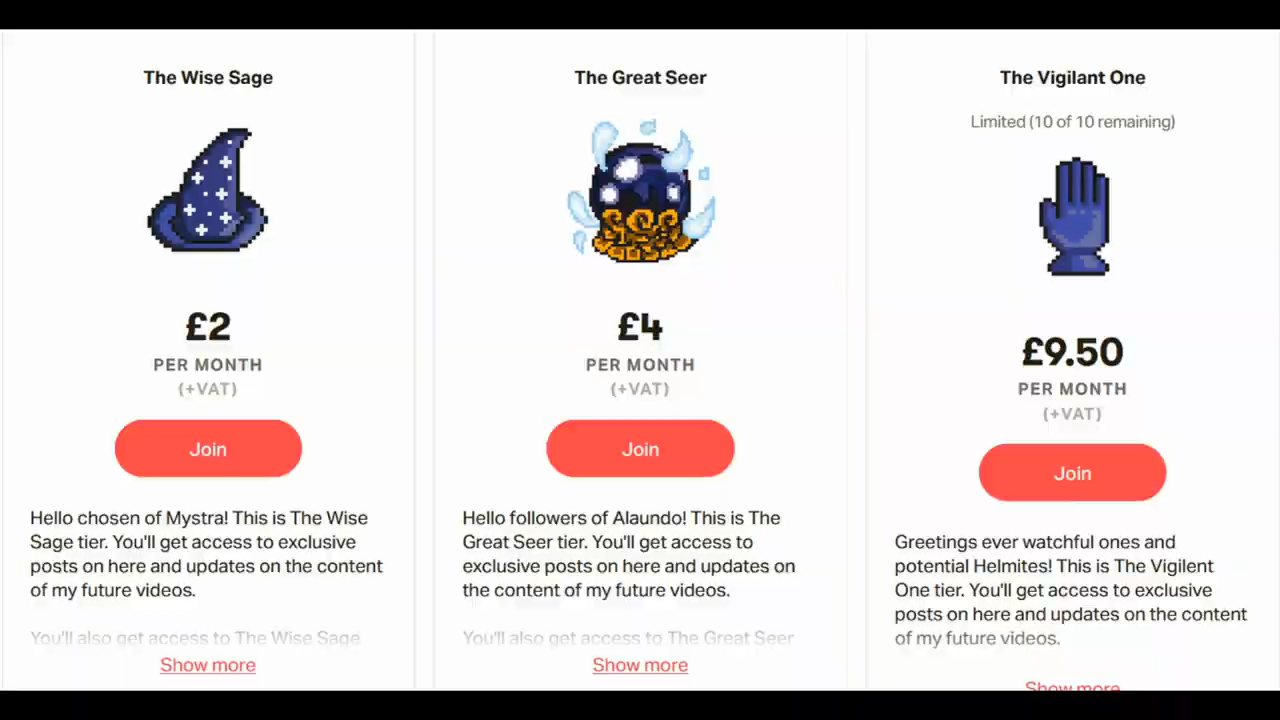 The Wise Sage
£2
PER MONTH
(+VAT)
Join
Hello chosen of Mystra! This is The Wise
Sage tier. You'll get access to exclusive
posts on here and updates on the content
of my future videos.
You'll also get access to The Wise Sage
Show more
The Great Seer
£4
PER MONTH
(+VAT)
Join
Hello followers of Alaundo! This is The
Great Seer tier. You'll get access to
exclusive posts on here and updates on
the content of my future videos.
You'll also get access to The Great Seer
Show more
The Vigilant One
Limited (10 of 10 remaining)
£9.50
PER MONTH
(+VAT)
Join
Greetings ever watchful ones and
potential Helmites! This is The Vigilent
One tier. You'll get access to exclusive
posts on here and updates on the content
of my future videos.
Show more